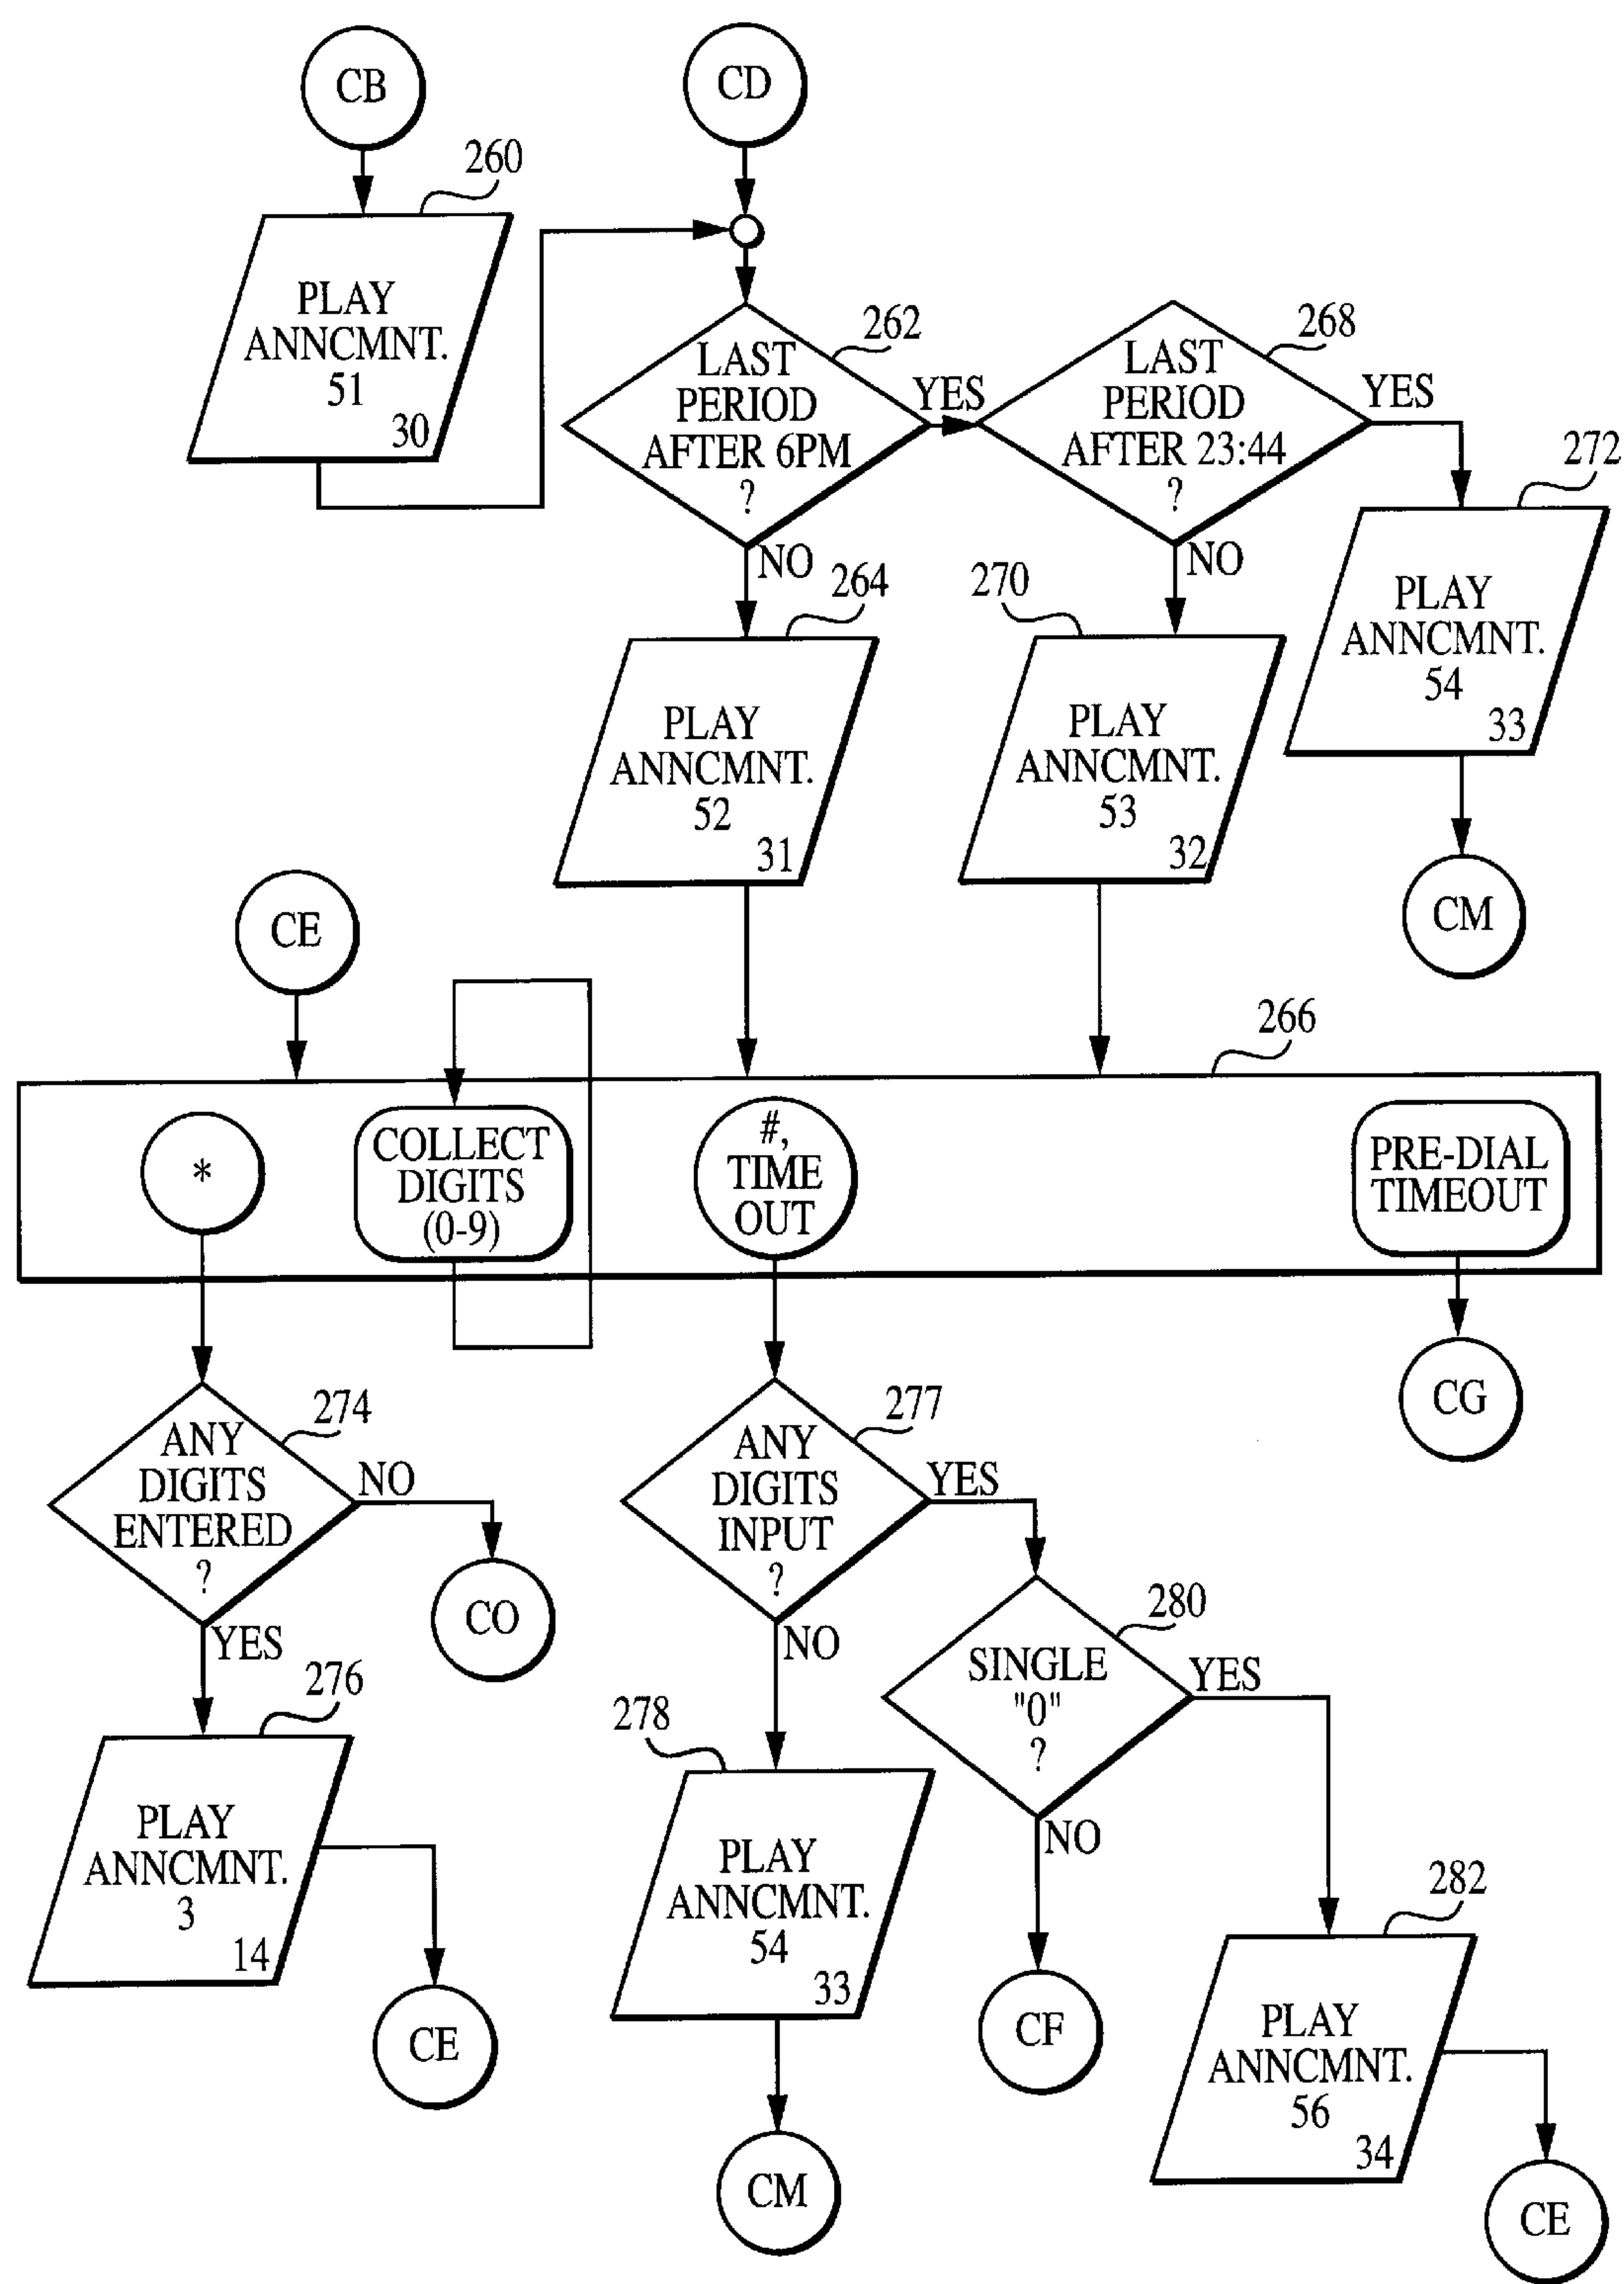 CB
CD
260
PLAY
ANNCMNT.
51
30
262
LAST
PERIOD
AFTER 6PM
?
YES
NO
268
LAST
PERIOD
AFTER 23:44
?
YES
NO
272
PLAY
ANNCMNT.
54
33
264
PLAY
ANNCMNT.
52
31
270
PLAY
ANNCMNT.
53
32
CM
CE
266
*
COLLECT
DIGITS
(0-9)
#,
TIME
OUT
PRE-DIAL
TIMEOUT
CG
274
ANY
DIGITS
ENTERED
?
NO
YES
CO
277
ANY
DIGITS
INPUT
?
YES
NO
280
SINGLE
"0"
?
YES
NO
276
PLAY
ANNCMNT.
3
14
CE
278
PLAY
ANNCMNT.
54
33
CM
CF
282
PLAY
ANNCMNT.
56
34
CE